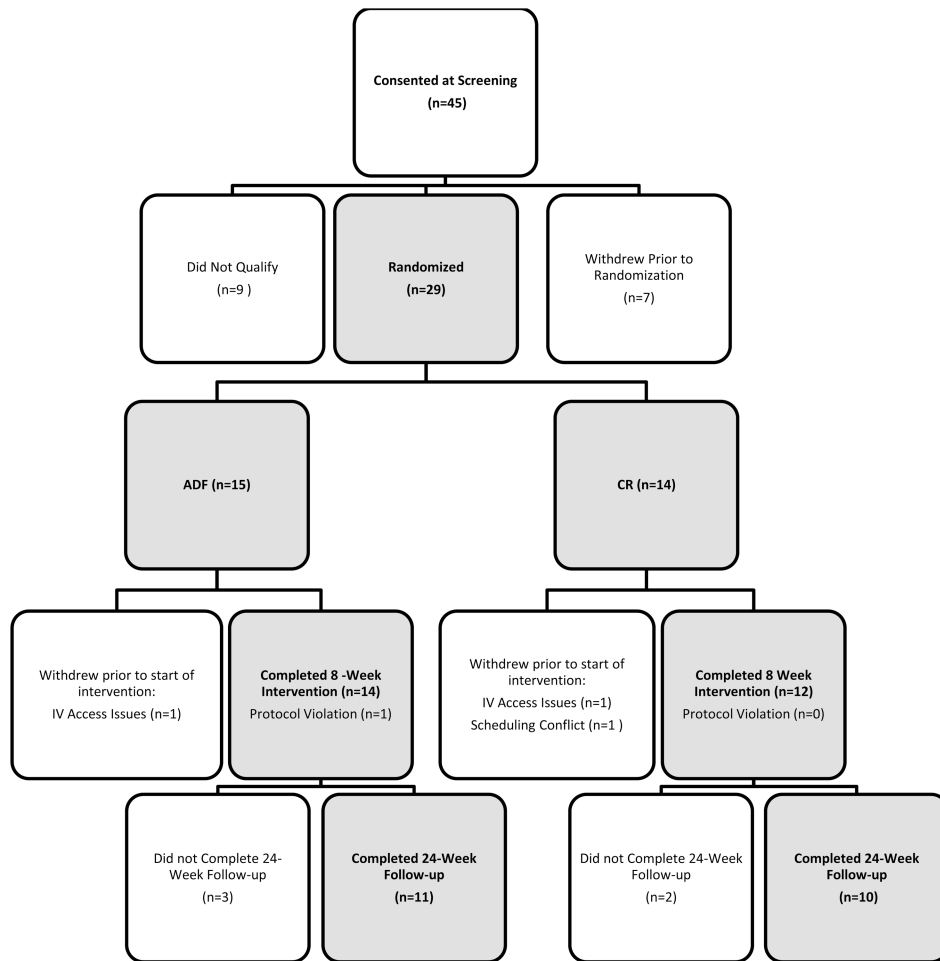 Consented at Screening
(n=45)
Did Not Qualify
(n=9 )
Randomized
(n=29)
Withdrew Prior to
Randomization
(n=7)
ADF (n=15)
CR (n=14)
Withdrew prior to start of
intervention:
IV Access Issues (n=1)
Completed 8 -Week
Intervention (n=14)
Protocol Violation (n=1)
Withdrew prior to start of
intervention:
IV Access Issues (n=1)
Scheduling Conflict (n=1 )
Completed 8 Week
Intervention (n=12)
Protocol Violation (n=0)
Did not Complete 24-
Week Follow-up
(n=3)
Completed 24-Week
Follow-up
(n=11)
Did not Complete 24-Week
Follow-up
(n=2)
Completed 24-Week
Follow-up
(n=10)